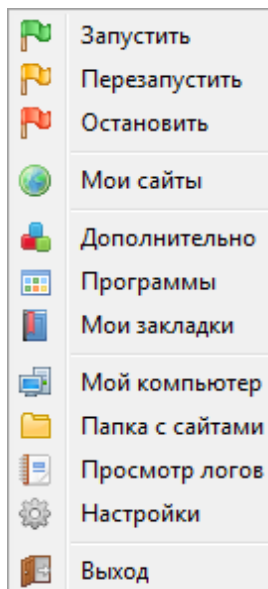 Запустить
Перезапустить
Остановить
Мои сайты
Дополнительно
Программы
Мои закладки
Мой компьютер
Папка с сайтами
Просмотр логов
Настройки
Выход